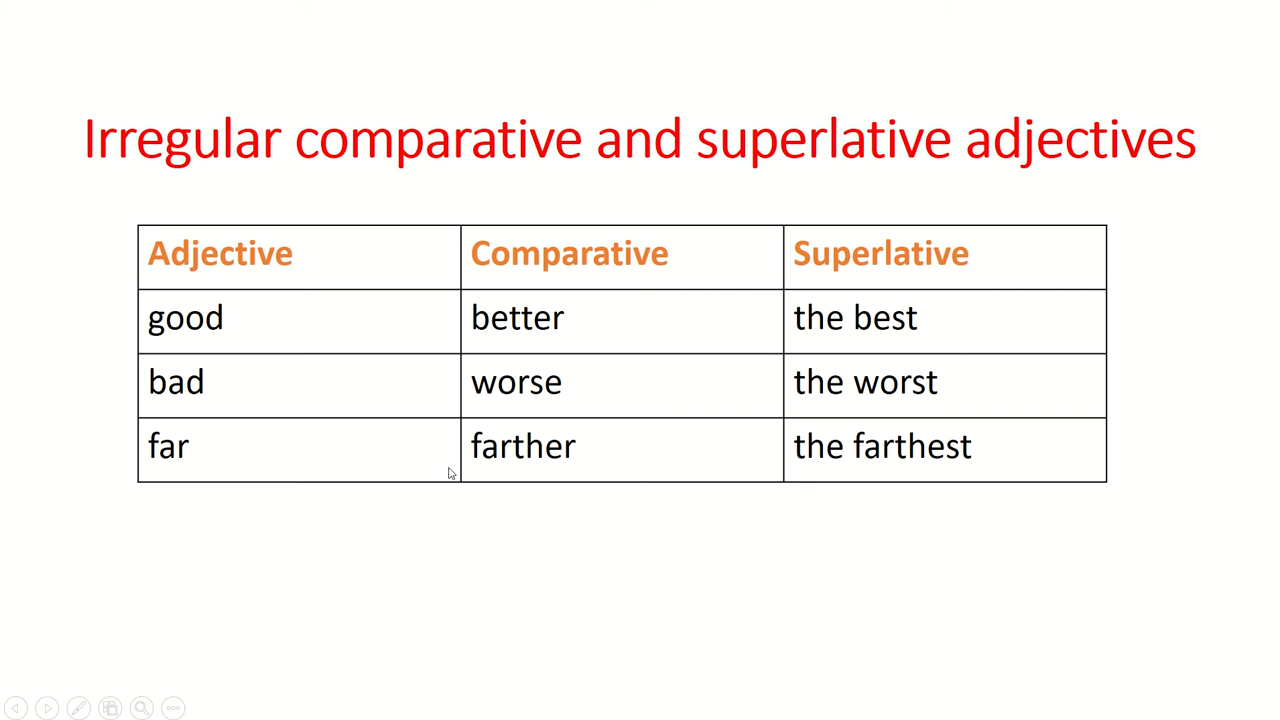 Irregular comparative and superlative adjectives
Adjective Comparative Superlative
good better the best
bad worse the worst
far farther the farthest